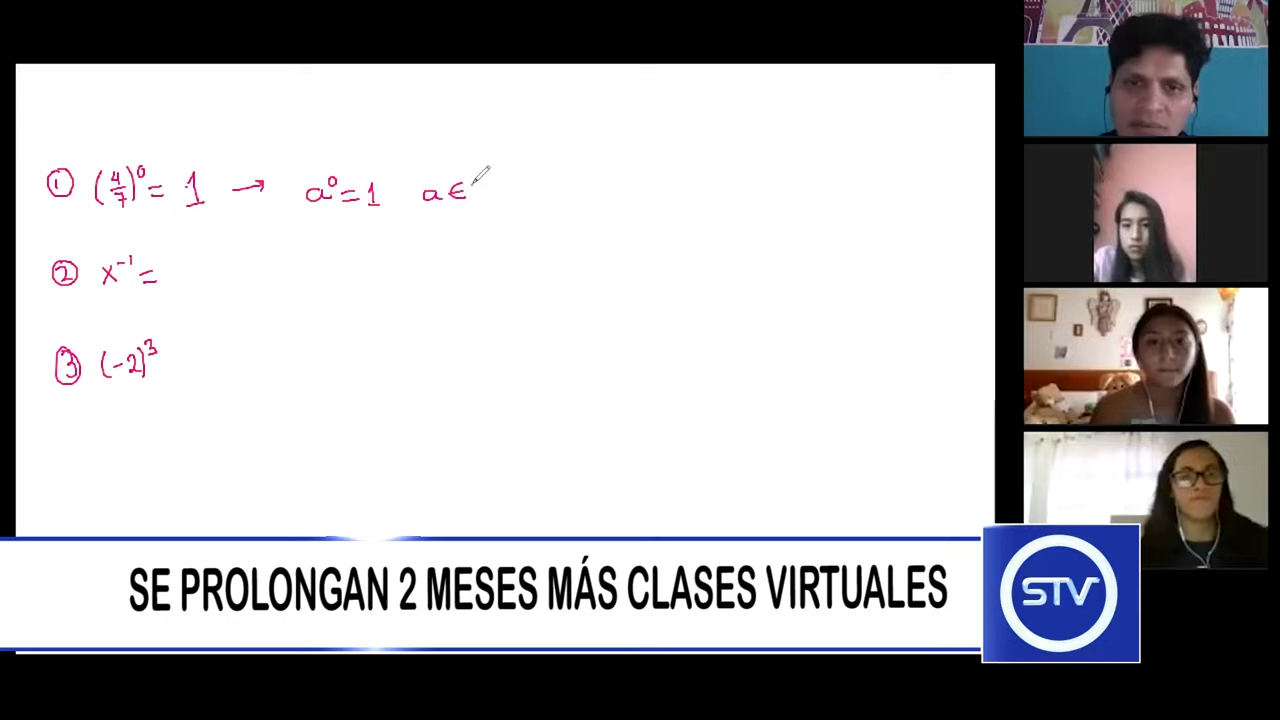 ① (4/7)⁰ = 1 → a⁰ = 1 a ∈
② x⁻¹ =
③ (-2)³
SE PROLONGAN 2 MESES MÁS CLASES VIRTUALES
STV